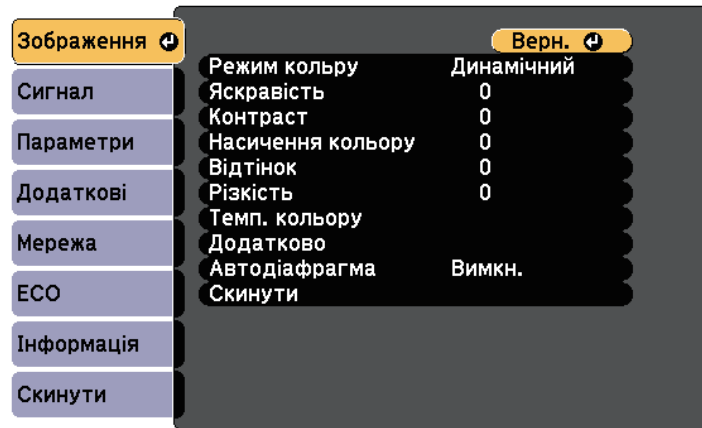 Зображення
Сигнал
Параметри
Додаткові
Мережа
ECO
Інформація
Скинути
Верн.
Режим кольру Динамічний
Яскравість 0
Контраст 0
Насичення кольору 0
Відтінок 0
Різкість 0
Темп. кольору
Додатково
Автодіафрагма Вимкн.
Скинути